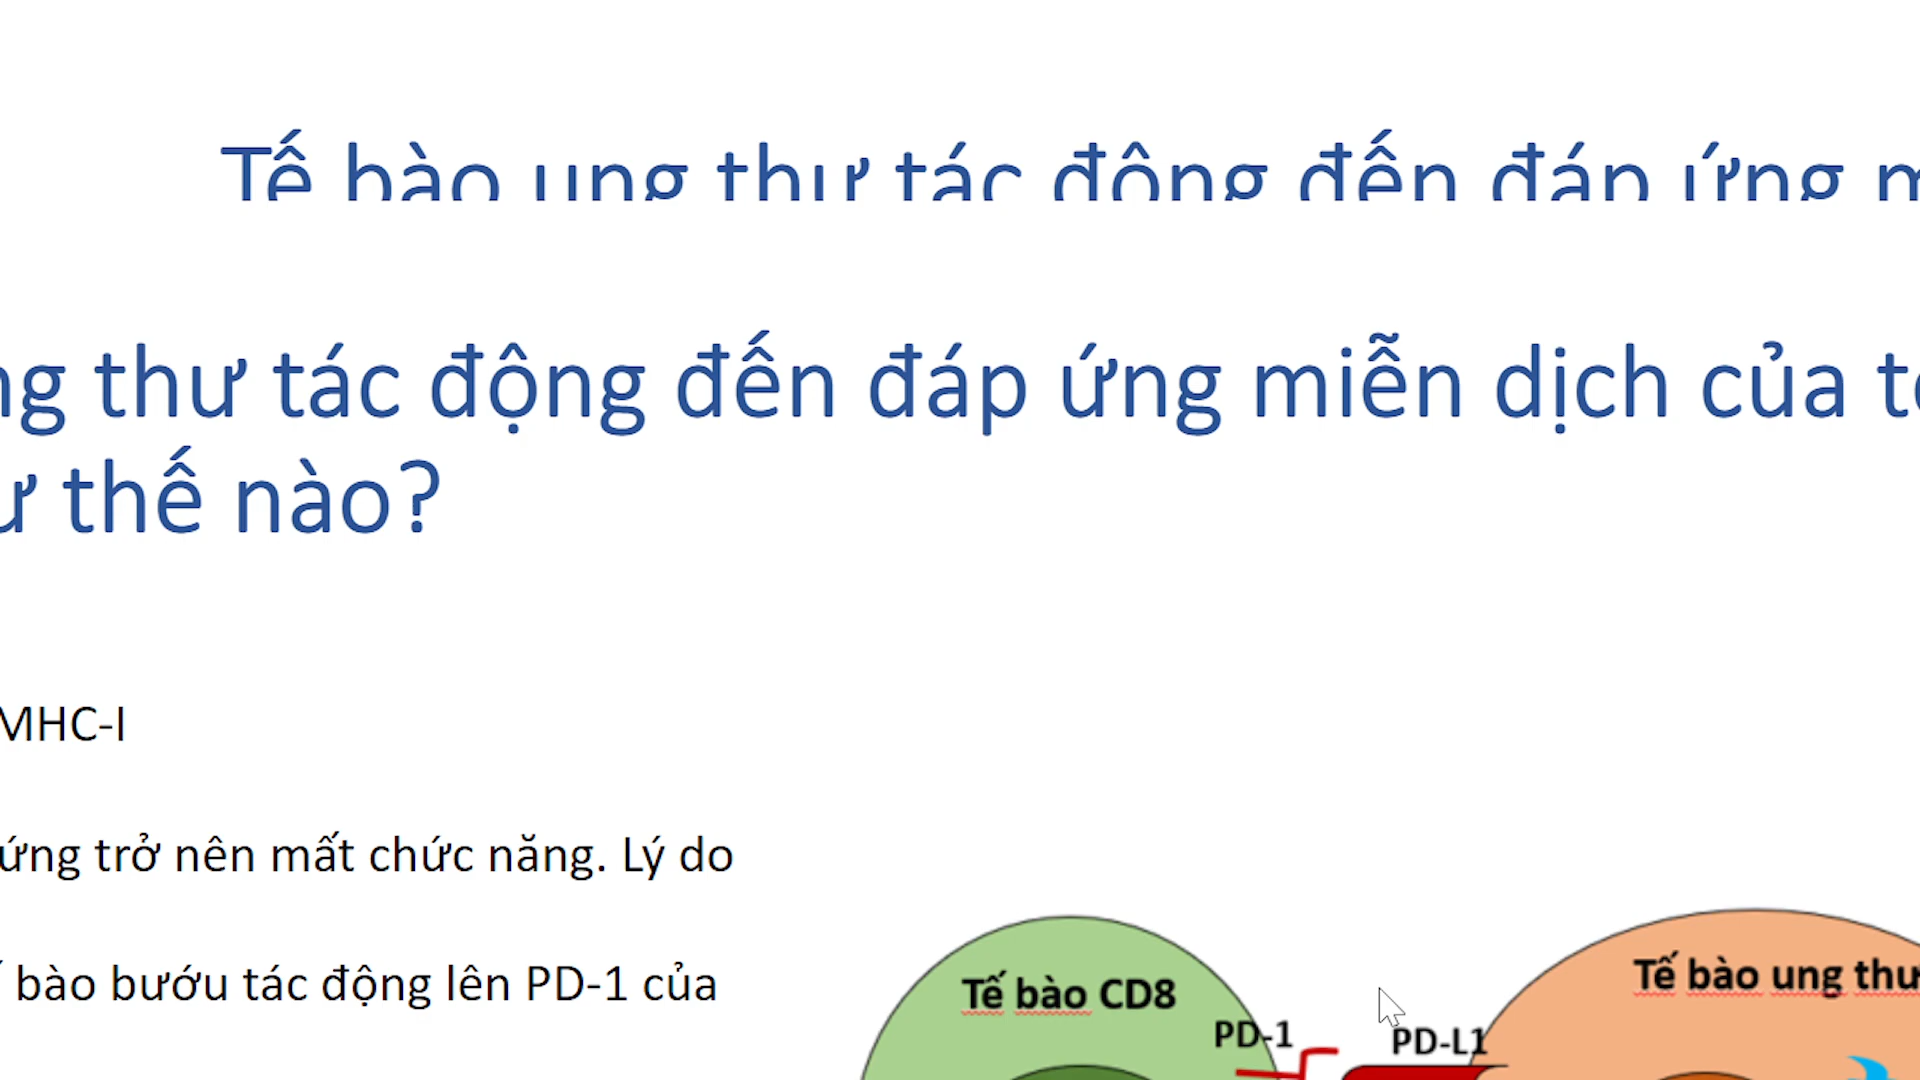 Tế bào ung thư tác động đến đáp ứng
thư tác động đến đáp ứng miễn dịch của
thế nào?
MHC-I
ứng trở nên mất chức năng. Lý do
bào bướu tác động lên PD-1 của
Tế bào CD8
Tế bào ung thư
PD-1
PD-L1